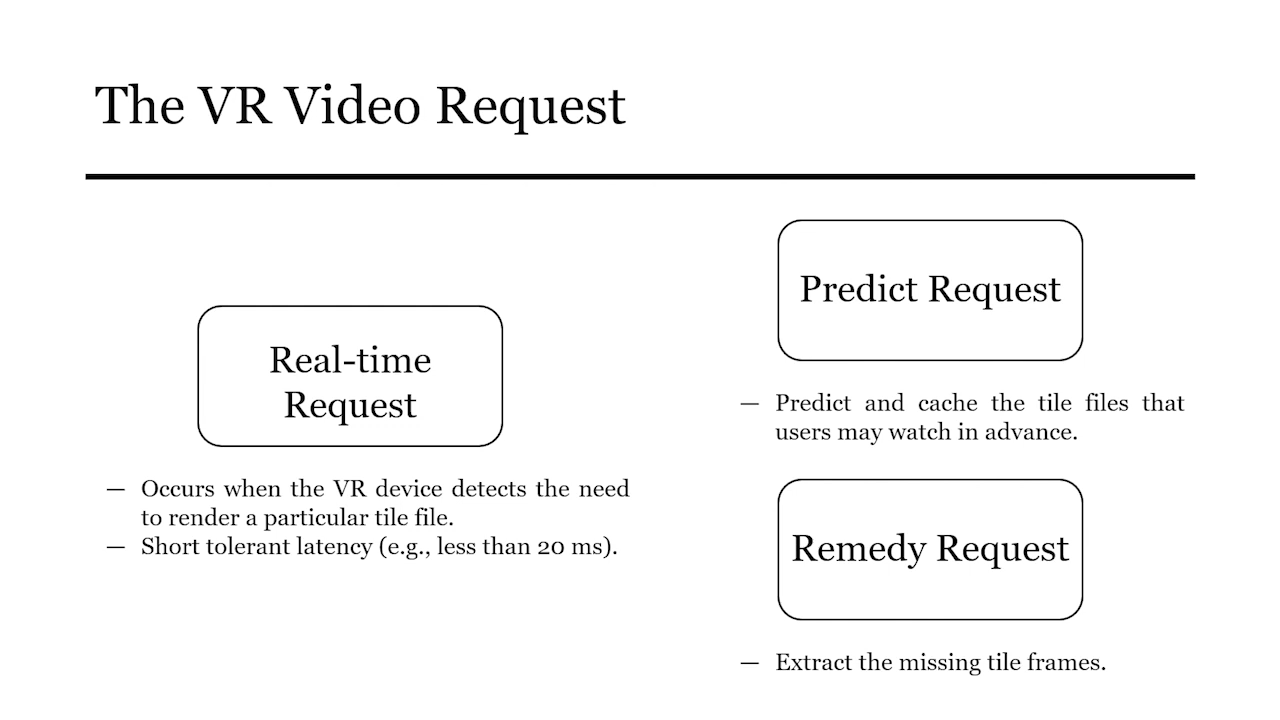 The VR Video Request
Real-time
Request
— Occurs when the VR device detects the need
to render a particular tile file.
— Short tolerant latency (e.g., less than 20 ms).
Predict Request
— Predict and cache the tile files that
users may watch in advance.
Remedy Request
— Extract the missing tile frames.